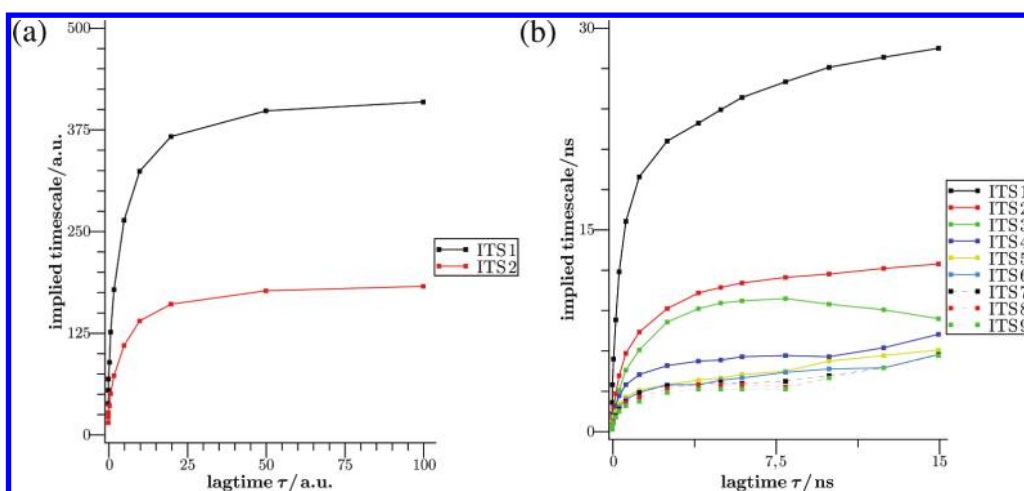 (a)
500
375
250
125
0
implied timescale/a.u.
0 25 50 75 100
lagtime τ/a.u.
ITS1
ITS2
(b)
30
15
0
implied timescale/ns
0 7,5 15
lagtime τ/ns
ITS1
ITS2
ITS3
ITS4
ITS5
ITS6
ITS7
ITS8
ITS9